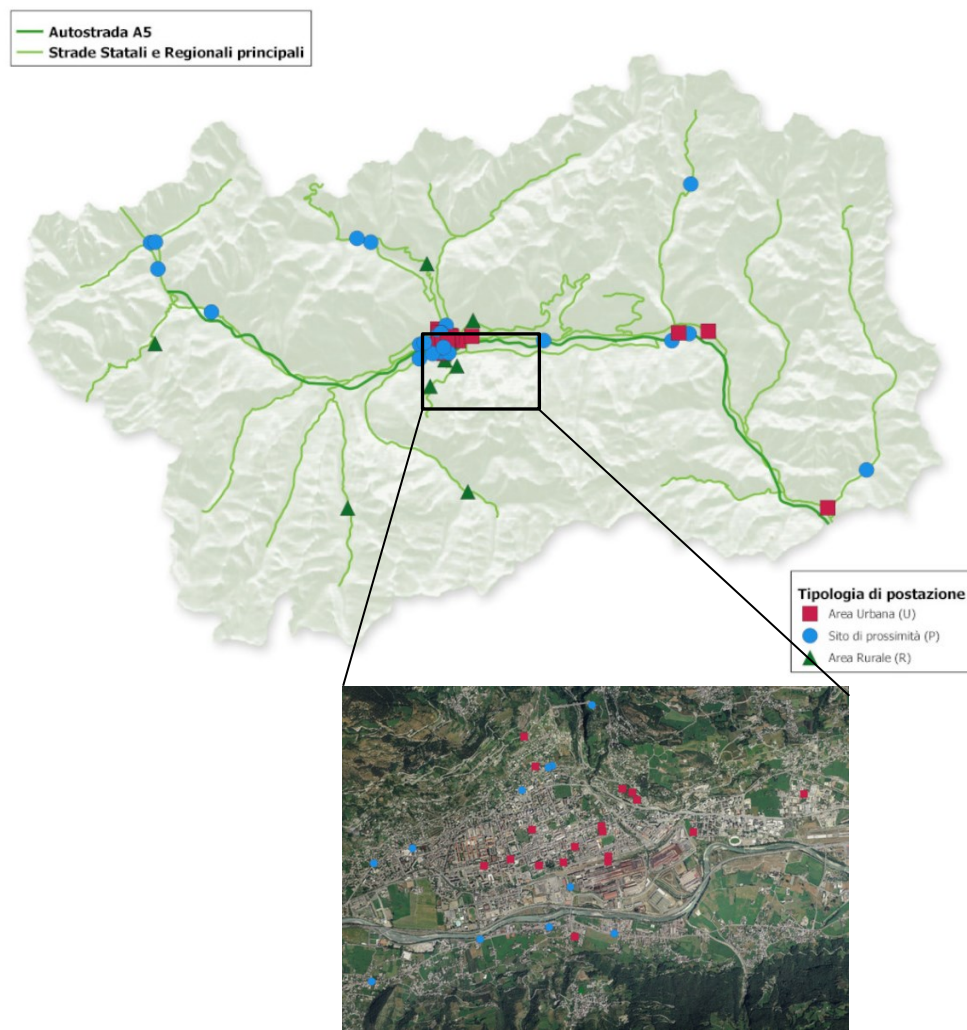 Autostrada A5
Strade Statali e Regionali principali
Tipologia di postazione
Area Urbana (U)
Sito di prossimità (P)
Area Rurale (R)